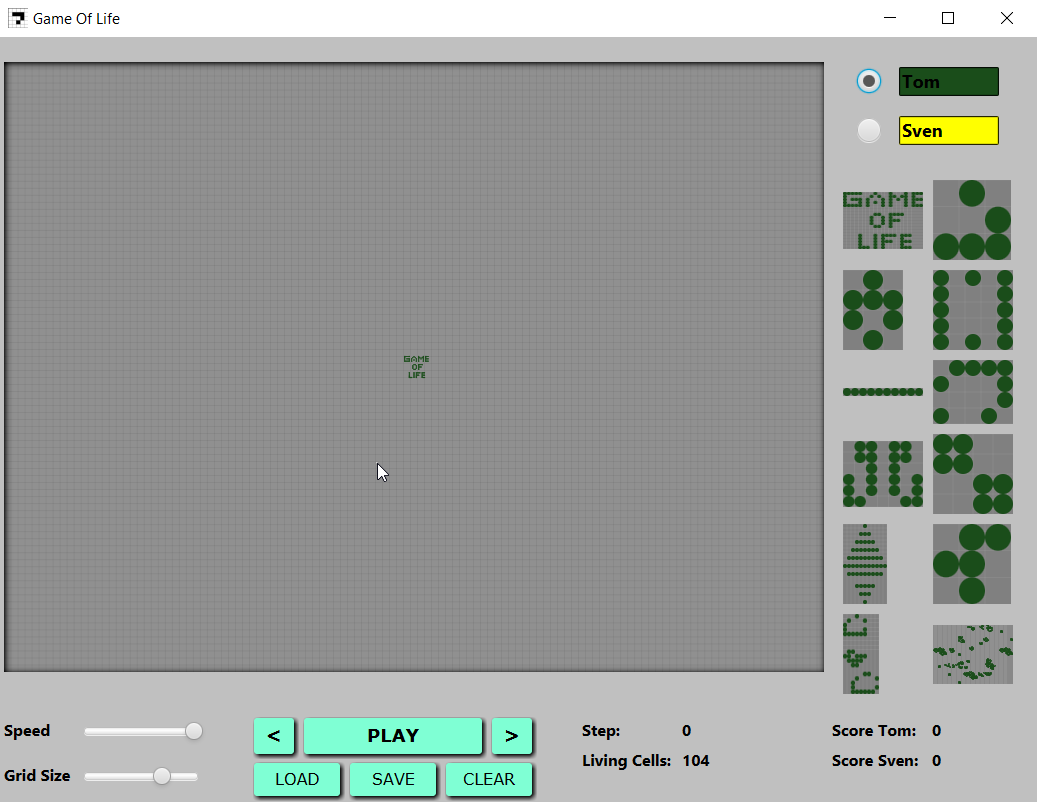 Game Of Life
Tom
Sven
GAME
OF
LIFE
GAME
OF
LIFE
Speed
< PLAY >
Step: 0
Score Tom: 0
Grid Size
LOAD SAVE CLEAR
Living Cells: 104
Score Sven: 0